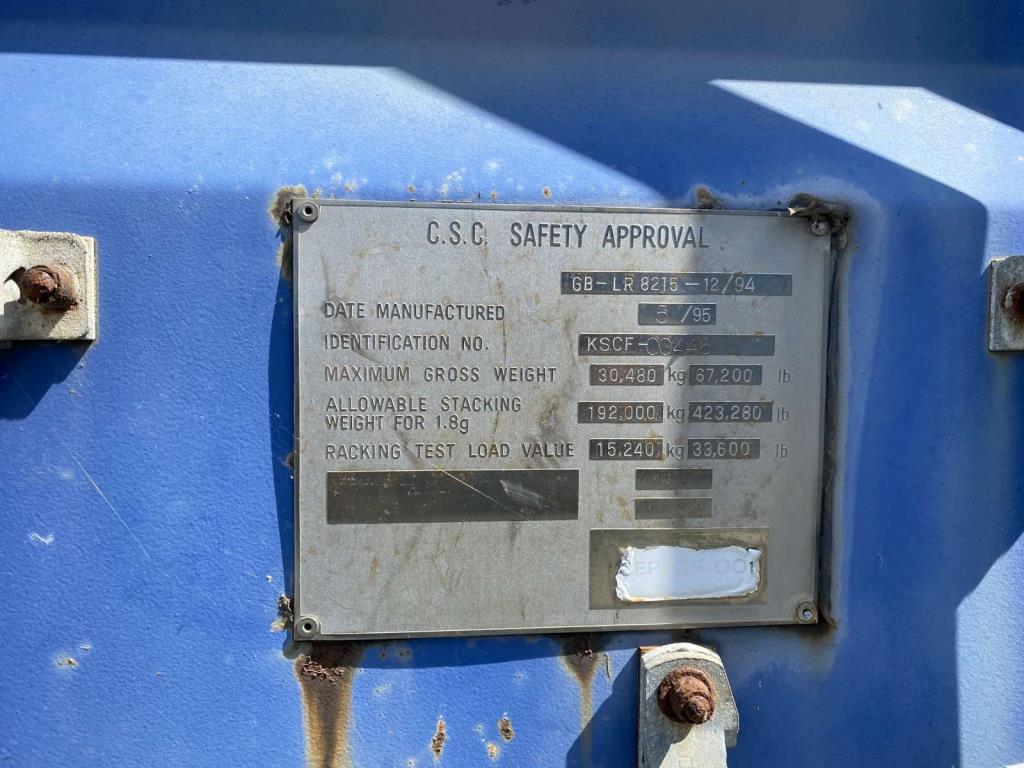 C.S.C. SAFETY APPROVAL
GB-LR 8215-12/94
DATE MANUFACTURED 5/95
IDENTIFICATION NO. KSCF-
MAXIMUM GROSS WEIGHT 30,480 kg 67,200 lb
ALLOWABLE STACKING
WEIGHT FOR 1.8g 192,000 kg 423,280 lb
RACKING TEST LOAD VALUE 15,240 kg 33,600 lb